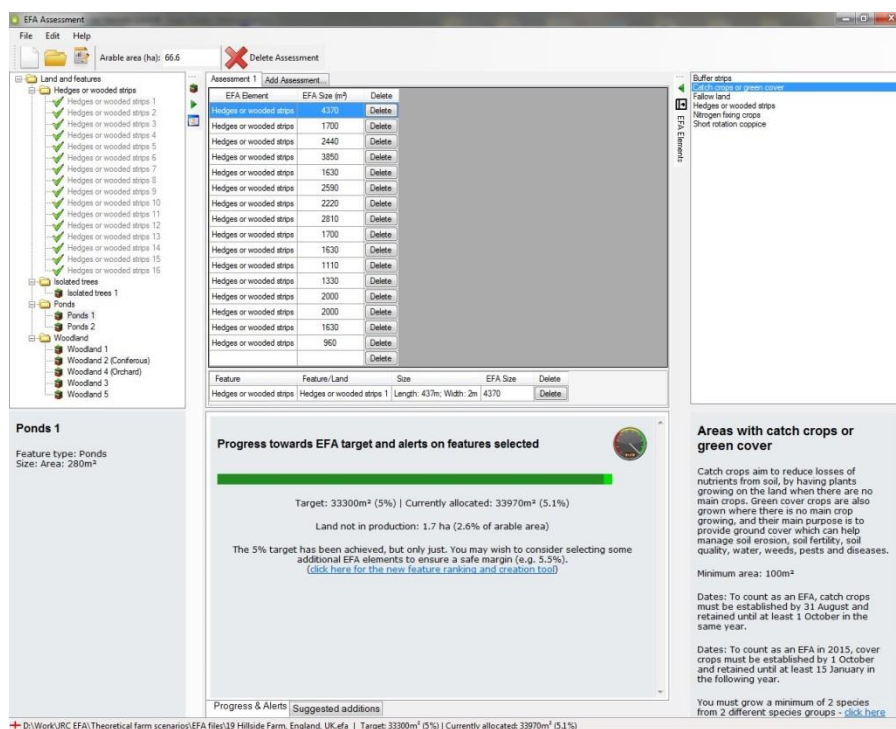 EFA Assessment
File Edit Help
Arable area (ha): 66.6 Delete Assessment
Land and features
Hedges or wooded strips
Hedges or wooded strips 1
Hedges or wooded strips 2
Hedges or wooded strips 3
Hedges or wooded strips 4
Hedges or wooded strips 5
Hedges or wooded strips 6
Hedges or wooded strips 7
Hedges or wooded strips 8
Hedges or wooded strips 9
Hedges or wooded strips 10
Hedges or wooded strips 11
Hedges or wooded strips 12
Hedges or wooded strips 13
Hedges or wooded strips 14
Hedges or wooded strips 15
Hedges or wooded strips 16
Isolated trees
Isolated trees 1
Ponds
Ponds 1
Ponds 2
Woodland
Woodland 1
Woodland 2 (Coniferous)
Woodland 4 (Orchard)
Woodland 3
Woodland 5
Ponds 1
Feature type: Ponds
Size: Area: 280m²
Assessment 1 Add Assessment...
EFA Element EFA Size (m²) Delete
Hedges or wooded strips 4370 Delete
Hedges or wooded strips 1700 Delete
Hedges or wooded strips 2440 Delete
Hedges or wooded strips 3850 Delete
Hedges or wooded strips 1630 Delete
Hedges or wooded strips 2590 Delete
Hedges or wooded strips 2220 Delete
Hedges or wooded strips 2810 Delete
Hedges or wooded strips 1700 Delete
Hedges or wooded strips 1630 Delete
Hedges or wooded strips 1110 Delete
Hedges or wooded strips 1330 Delete
Hedges or wooded strips 2000 Delete
Hedges or wooded strips 2000 Delete
Hedges or wooded strips 1630 Delete
Hedges or wooded strips 960 Delete
Delete
Feature Feature/Land Size EFA Size Delete
Hedges or wooded strips Hedges or wooded strips 1 Length: 437m; Width: 2m 4370 Delete
Progress towards EFA target and alerts on features selected
Target: 33300m² (5%) | Currently allocated: 33970m² (5.1%)
Land not in production: 1.7 ha (2.6% of arable area)
The 5% target has been achieved, but only just. You may wish to consider selecting some
additional EFA elements to ensure a safe margin (e.g. 5.5%).
(click here for the new feature ranking and creation tool)
Progress & Alerts Suggested additions
EFA Elements
Buffer strips
Catch crops or green cover
Fallow land
Hedges or wooded strips
Nitrogen fixing crops
Short rotation coppice
Areas with catch crops or
green cover
Catch crops aim to reduce losses of
nutrients from soil, by having plants
growing on the land when there are no
main crops. Green cover crops are also
grown where there is no main crop
growing, and their main purpose is to
provide ground cover which can help
manage soil erosion, soil fertility, soil
quality, water, weeds, pests and diseases.
Minimum area: 100m²
Dates: To count as an EFA, catch crops
must be established by 31 August and
retained until at least 1 October in the
same year.
Dates: To count as an EFA in 2015, cover
crops must be established by 1 October
and retained until at least 15 January in
the following year.
You must grow a minimum of 2 species
from 2 different species groups - click here
D:\Work\JRC EFA\Theoretical farm scenarios\EFA files\19 Hillside Farm, England, UK.efa | Target: 33300m² (5%) | Currently allocated: 33970m² (5.1%)